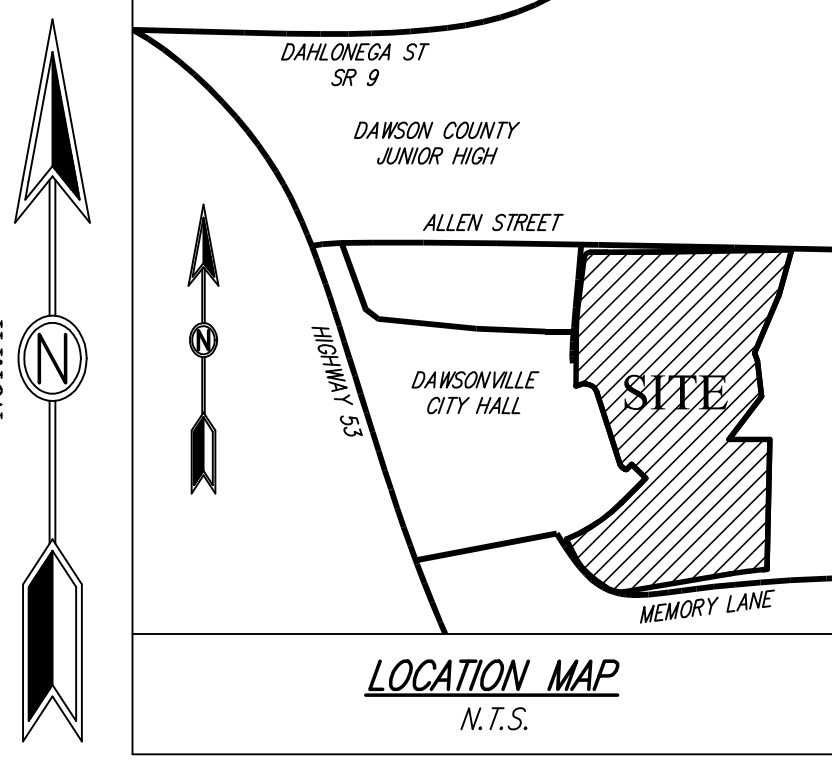 DAHLONEGA ST
SR 9
DAWSON COUNTY
JUNIOR HIGH
ALLEN STREET
N
N
HIGHWAY 53
DAWSONVILLE
CITY HALL
SITE
MEMORY LANE
LOCATION MAP
N.T.S.